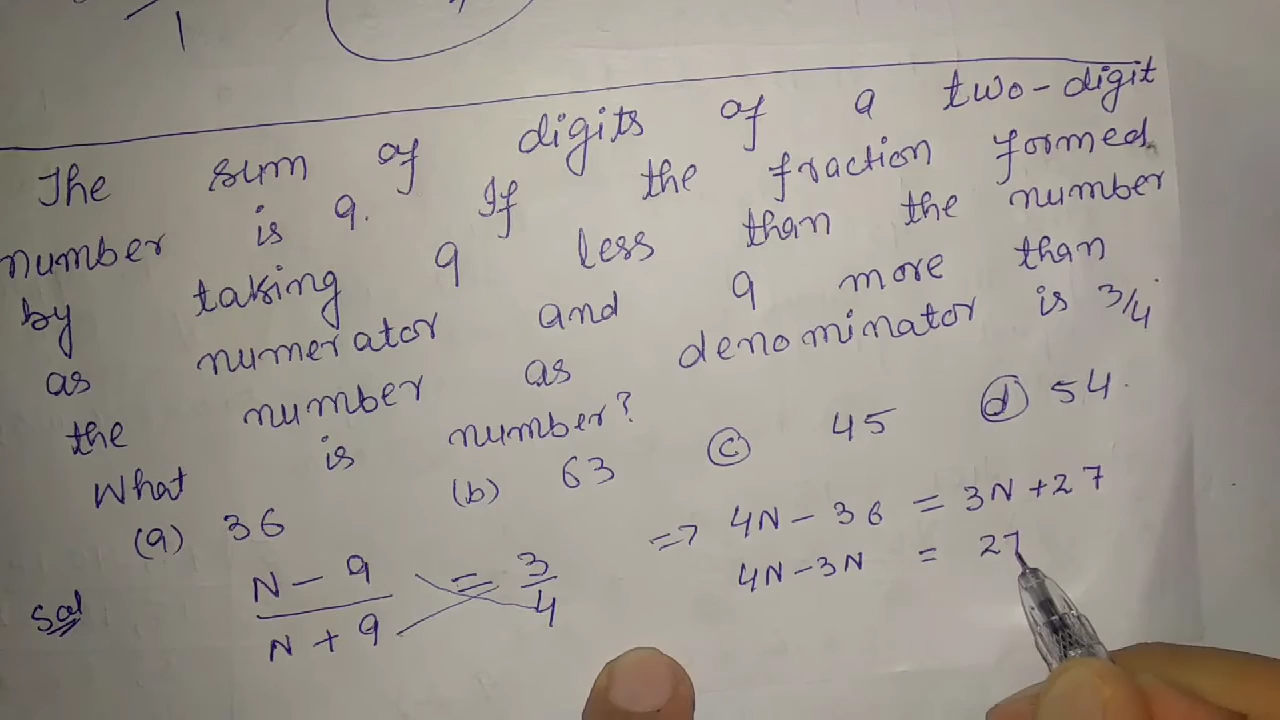 The sum of digits of a two-digit
number is 9. If the fraction formed
by taking 9 less than the number
as numerator and 9 more than
the number as denominator is 3/4.
What is number?
(a) 36 (b) 63 (c) 45 (d) 54.
Sol N - 9 / N + 9 = 3/4
=> 4N - 36 = 3N + 27
4N - 3N = 27